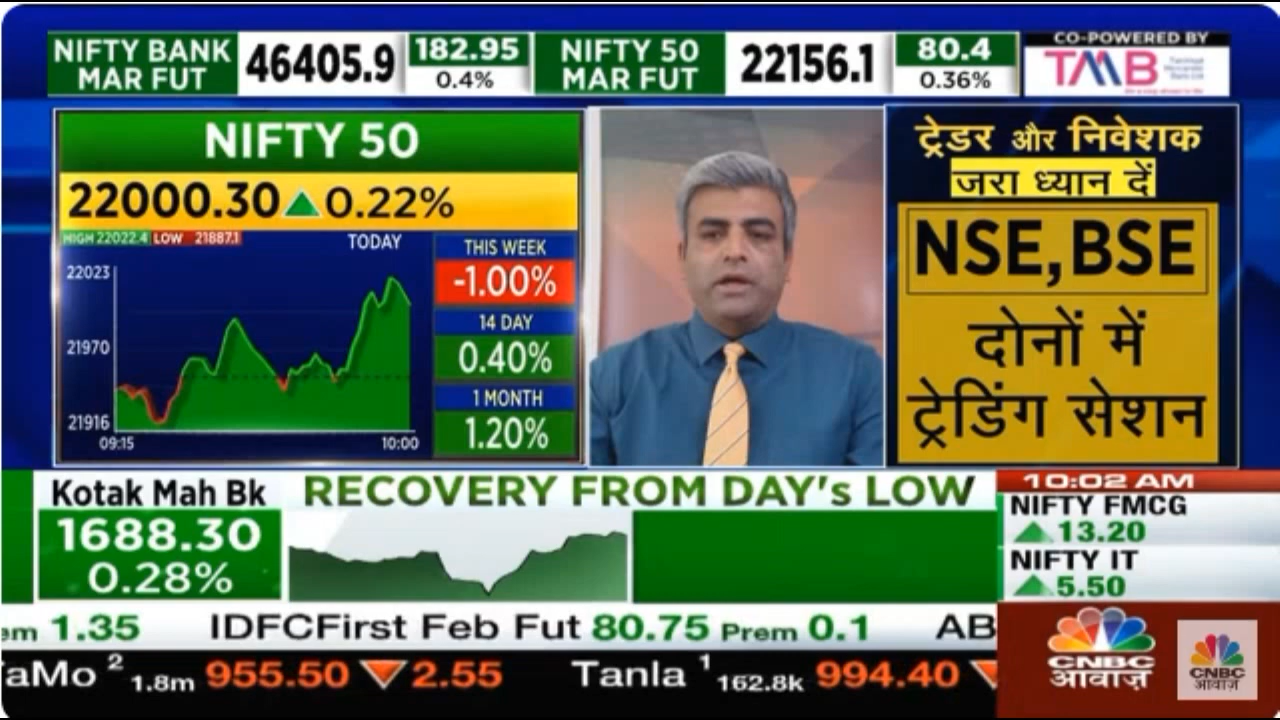 NIFTY BANK
MAR FUT
46405.9
182.95
0.4%
NIFTY 50
MAR FUT
22156.1
80.4
0.36%
CO-POWERED BY
TMB
NIFTY 50
22000.30 ▲ 0.22%
HIGH 22022.4 LOW 21887.1
TODAY
22023
21970
21916
09:15
10:00
THIS WEEK
-1.00%
14 DAY
0.40%
1 MONTH
1.20%
ट्रेडर और निवेशक
जरा ध्यान दें
NSE,BSE
दोनों में
ट्रेडिंग सेशन
Kotak Mah Bk
1688.30
0.28%
RECOVERY FROM DAY's LOW
10:02 AM
NIFTY FMCG
▲13.20
NIFTY IT
▲5.50
em 1.35 IDFCFirst Feb Fut 80.75 Prem 0.1 AB
aMo 2 1.8m 955.50 ▼ 2.55 Tanla 1 162.8k 994.40 ▼
CNBC
आवाज़
CNBC
आवाज़